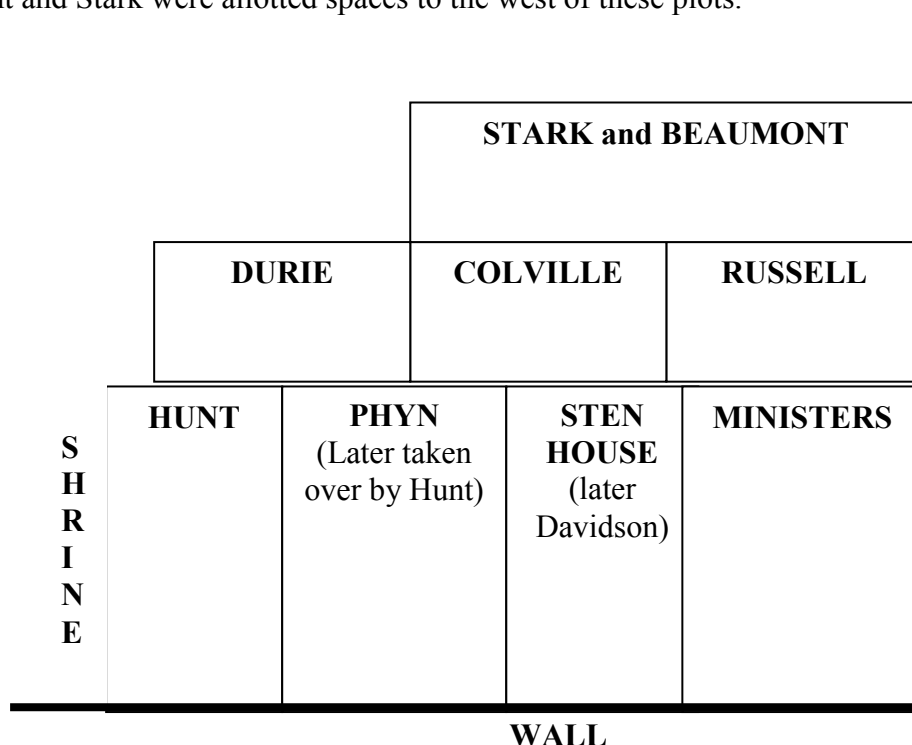 and Stark were allotted spaces to the west of these plots.
STARK and BEAUMONT
DURIE
COLVILLE
RUSSELL
SHRINE
HUNT
PHYN
(Later taken
over by Hunt)
STEN
HOUSE
(later
Davidson)
MINISTERS
WALL